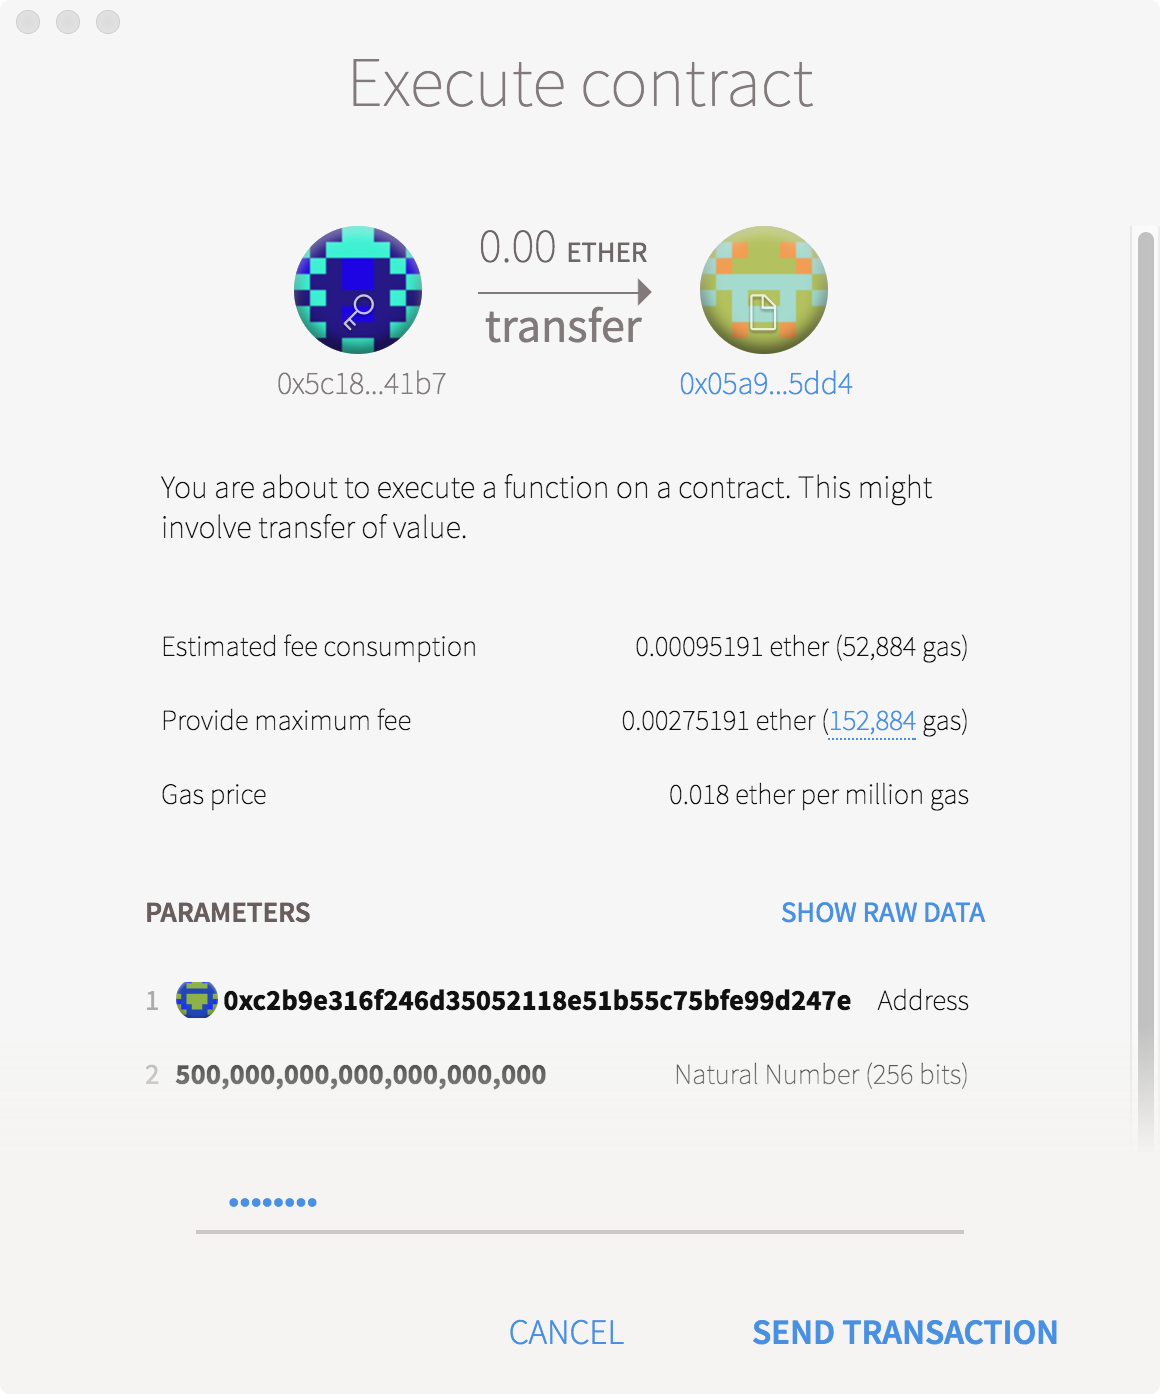 Execute contract
0.00 ETHER
transfer
0x5c18...41b7
0x05a9...5dd4
You are about to execute a function on a contract. This might
involve transfer of value.
Estimated fee consumption 0.00095191 ether (52,884 gas)
Provide maximum fee 0.00275191 ether (152,884 gas)
Gas price 0.018 ether per million gas
PARAMETERS SHOW RAW DATA
1 0xc2b9e316f246d35052118e51b55c75bfe99d247e Address
2 500,000,000,000,000,000,000 Natural Number (256 bits)
••••••••
CANCEL SEND TRANSACTION